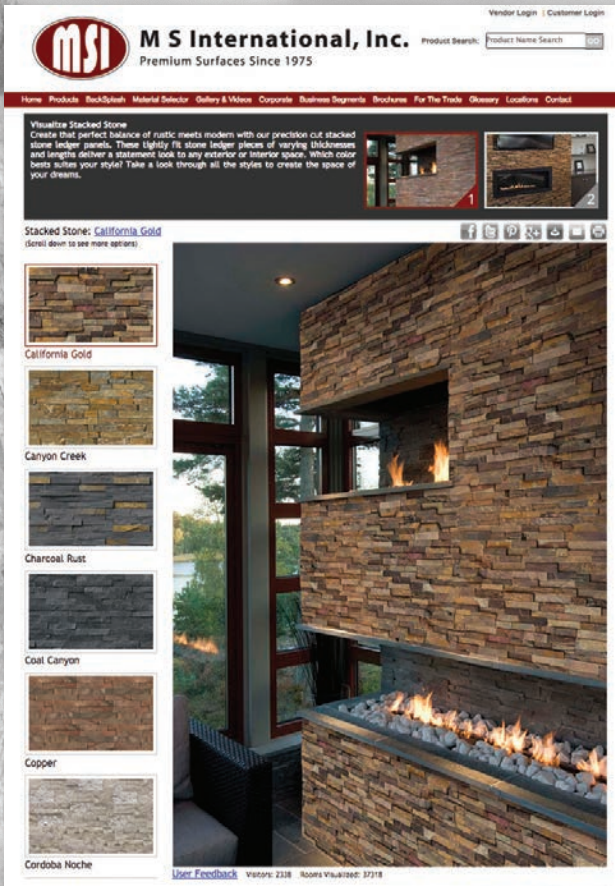 Vendor Login | Customer Login
MSI
M S International, Inc.
Premium Surfaces Since 1975
Product Search: Product Name Search GO
Home Products BackSplash Material Selector Gallery & Videos Corporate Business Segments Brochures For The Trade Glossary Locations Contact
Visualize Stacked Stone
Create that perfect balance of rustic meets modern with our precision cut stacked
stone ledger panels. These tightly fit stone ledger pieces of varying thicknesses
and lengths deliver a statement look to any exterior or interior space. Which color
bests suites your style? Take a look through all the styles to create the space of
your dreams.
1
2
Stacked Stone: California Gold
(Scroll down to see more options)
California Gold
Canyon Creek
Charcoal Rust
Coal Canyon
Copper
Cordoba Noche
User Feedback Visitors: 2338 Rooms Visualized: 37318